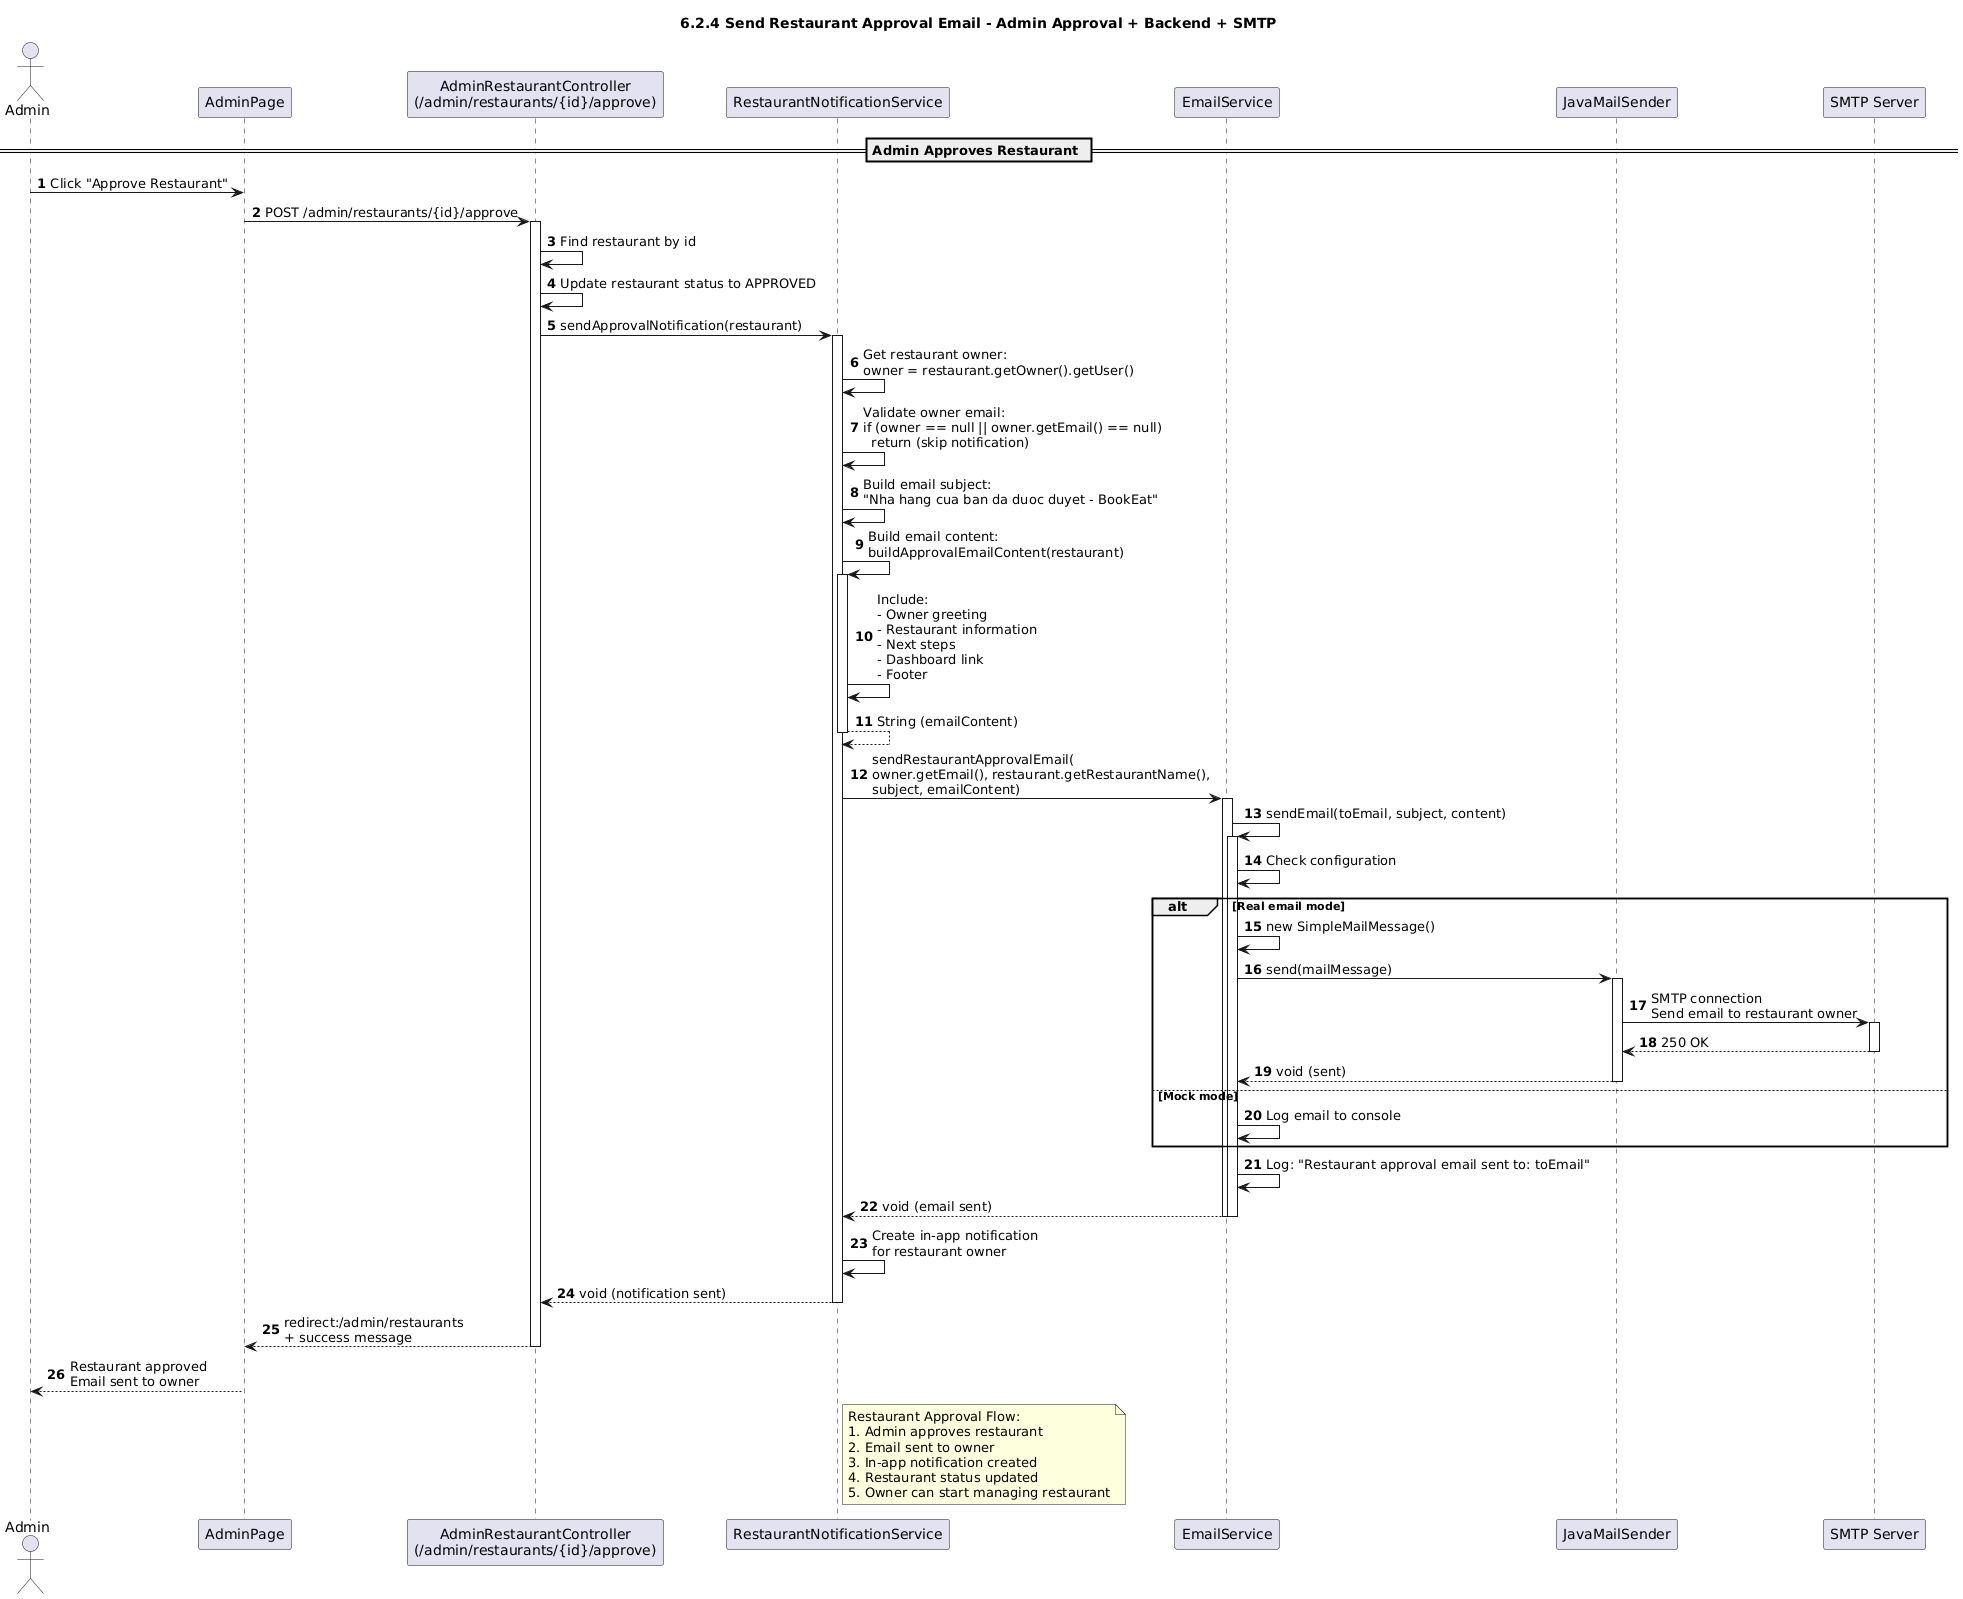 6.2.4 Send Restaurant Approval Email - Admin Approval + Backend + SMTP
Admin
AdminPage
AdminRestaurantController
(/admin/restaurants/{id}/approve)
RestaurantNotificationService
EmailService
JavaMailSender
SMTP Server
Admin Approves Restaurant
1 Click "Approve Restaurant"
2 POST /admin/restaurants/{id}/approve
3 Find restaurant by id
4 Update restaurant status to APPROVED
5 sendApprovalNotification(restaurant)
6 Get restaurant owner:
owner = restaurant.getOwner().getUser()
7 Validate owner email:
if (owner == null || owner.getEmail() == null)
return (skip notification)
8 Build email subject:
"Nha hang cua ban da duoc duyet - BookEat"
9 Build email content:
buildApprovalEmailContent(restaurant)
10 Include:
- Owner greeting
- Restaurant information
- Next steps
- Dashboard link
- Footer
11 String (emailContent)
12 sendRestaurantApprovalEmail(
owner.getEmail(), restaurant.getRestaurantName(),
subject, emailContent)
13 sendEmail(toEmail, subject, content)
14 Check configuration
alt [Real email mode]
15 new SimpleMailMessage()
16 send(mailMessage)
17 SMTP connection
Send email to restaurant owner
18 250 OK
19 void (sent)
[Mock mode]
20 Log email to console
21 Log: "Restaurant approval email sent to: toEmail"
22 void (email sent)
23 Create in-app notification
for restaurant owner
24 void (notification sent)
25 redirect:/admin/restaurants
+ success message
26 Restaurant approved
Email sent to owner
Restaurant Approval Flow:
1. Admin approves restaurant
2. Email sent to owner
3. In-app notification created
4. Restaurant status updated
5. Owner can start managing restaurant
Admin
AdminPage
AdminRestaurantController
(/admin/restaurants/{id}/approve)
RestaurantNotificationService
EmailService
JavaMailSender
SMTP Server